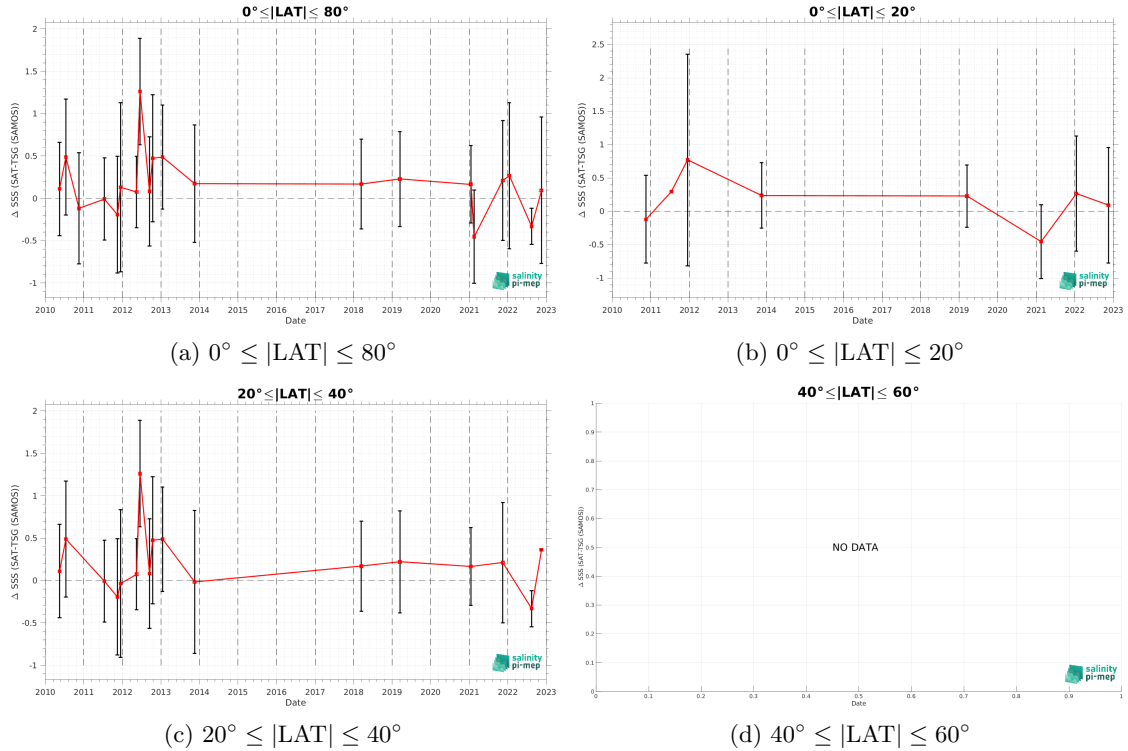 0°≤|LAT|≤ 80°
2
1.5
1
0.5
0
-0.5
-1
Δ SSS (SAT-TSG (SAMOS))
2010 2011 2012 2013 2014 2015 2016 2017 2018 2019 2020 2021 2022 2023
Date
salinity
pi-mep
(a) 0° ≤ |LAT| ≤ 80°
0°≤|LAT|≤ 20°
2.5
2
1.5
1
0.5
0
-0.5
-1
Δ SSS (SAT-TSG (SAMOS))
2010 2011 2012 2013 2014 2015 2016 2017 2018 2019 2020 2021 2022 2023
Date
salinity
pi-mep
(b) 0° ≤ |LAT| ≤ 20°
20°≤|LAT|≤ 40°
2
1.5
1
0.5
0
-0.5
-1
Δ SSS (SAT-TSG (SAMOS))
2010 2011 2012 2013 2014 2015 2016 2017 2018 2019 2020 2021 2022 2023
Date
salinity
pi-mep
(c) 20° ≤ |LAT| ≤ 40°
40°≤|LAT|≤ 60°
1
0.9
0.8
0.7
0.6
0.5
0.4
0.3
0.2
0.1
0
Δ SSS (SAT-TSG (SAMOS))
NO DATA
0 0.1 0.2 0.3 0.4 0.5 0.6 0.7 0.8 0.9 1
Date
salinity
pi-mep
(d) 40° ≤ |LAT| ≤ 60°